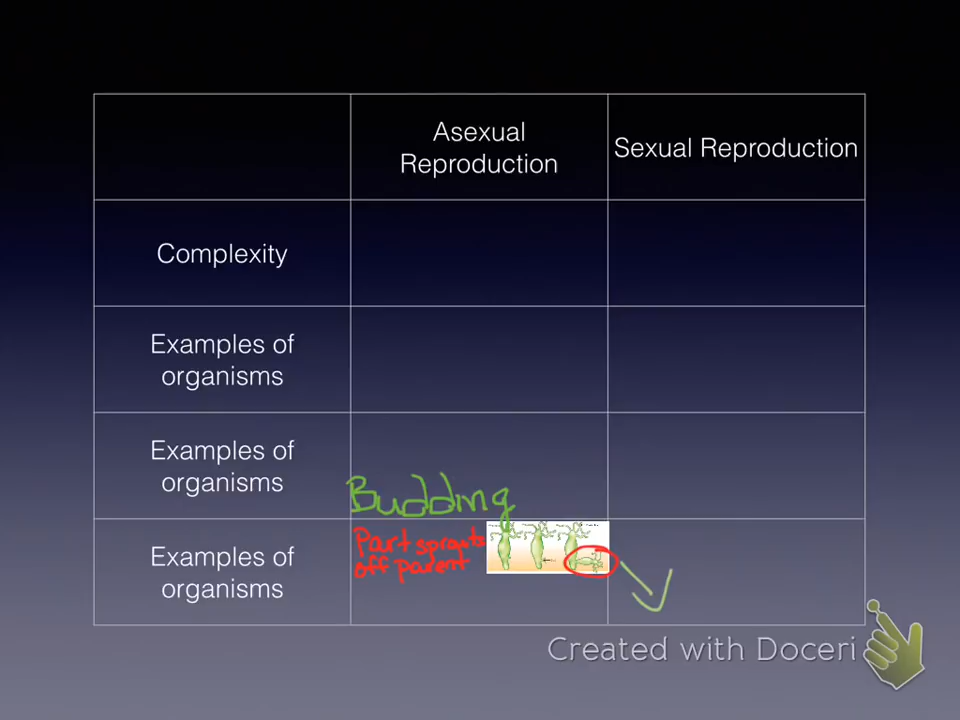 Asexual
Reproduction
Sexual Reproduction
Complexity
Examples of
organisms
Examples of
organisms
Budding
Examples of
organisms
Part sprouts
off parent
Created with Doceri